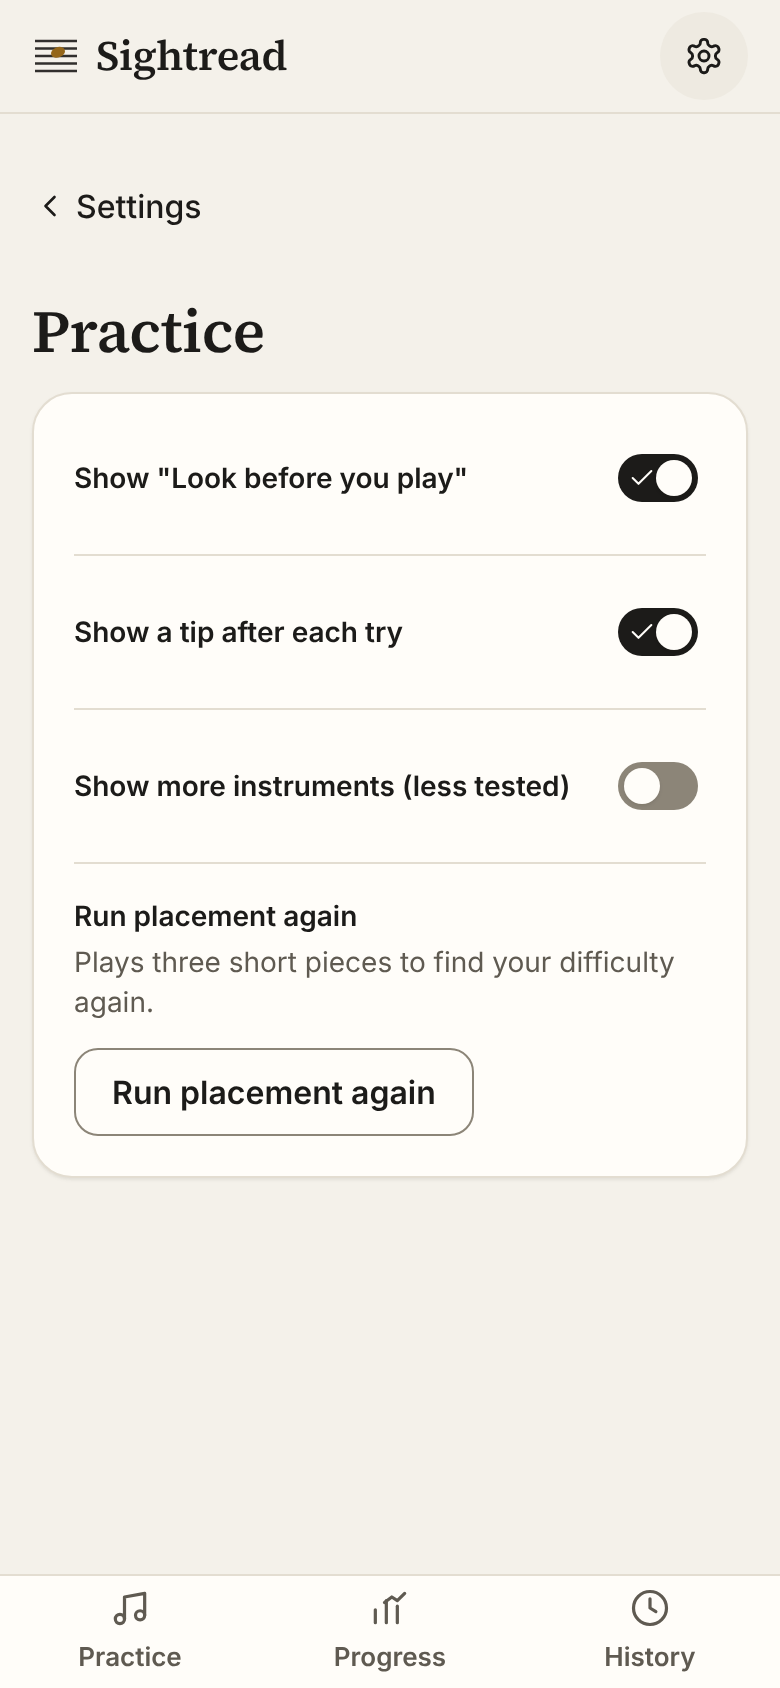 Sightread
Settings
Practice
Show "Look before you play"
Show a tip after each try
Show more instruments (less tested)
Run placement again
Plays three short pieces to find your difficulty
again.
Run placement again
Practice
Progress
History